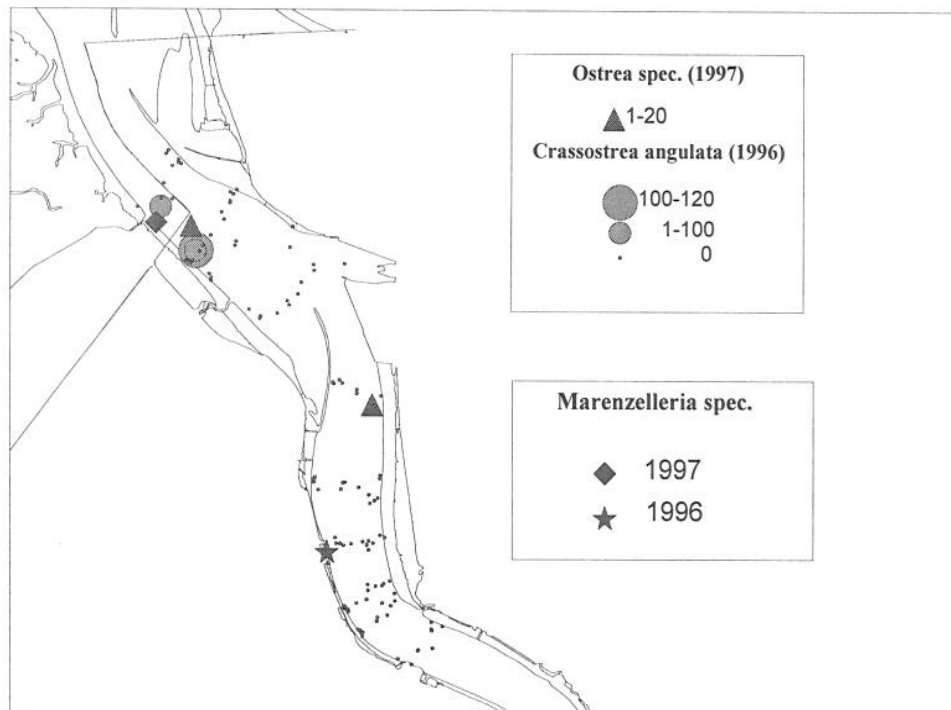 Ostrea spec. (1997)
1-20
Crassostrea angulata (1996)
100-120
1-100
0
Marenzelleria spec.
1997
1996